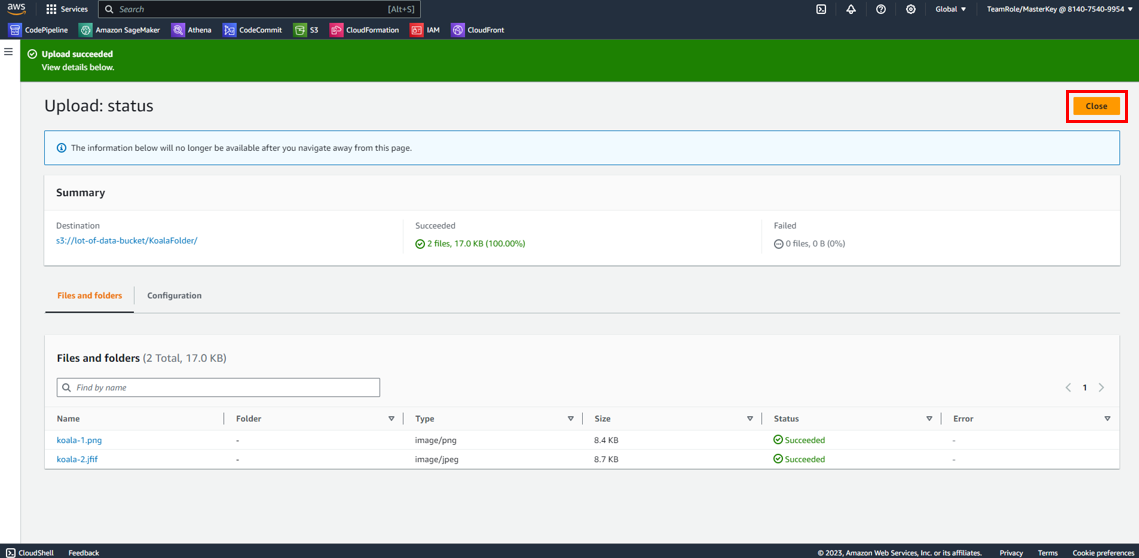 aws Services Search [Alt+S] Global TeamRole/MasterKey @ 8140-7540-9954
CodePipeline Amazon SageMaker Athena CodeCommit S3 CloudFormation IAM CloudFront
Upload succeeded
View details below.
Upload: status
Close
The information below will no longer be available after you navigate away from this page.
Summary
Destination Succeeded Failed
s3://lot-of-data-bucket/KoalaFolder/ 2 files, 17.0 KB (100.00%) 0 files, 0 B (0%)
Files and folders Configuration
Files and folders (2 Total, 17.0 KB)
Find by name 1
Name Folder Type Size Status Error
koala-1.png - image/png 8.4 KB Succeeded -
koala-2.jfif - image/jpeg 8.7 KB Succeeded -
CloudShell Feedback © 2023, Amazon Web Services, Inc. or its affiliates. Privacy Terms Cookie preferences